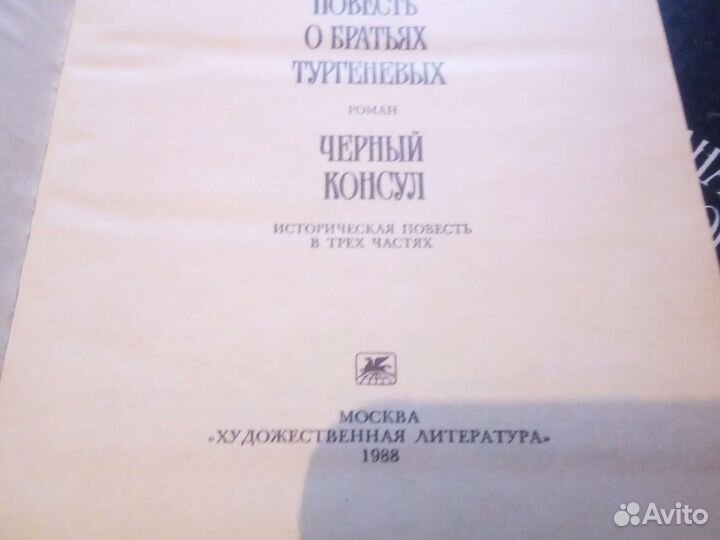 ПОВЕСТЬ
О БРАТЬЯХ
ТУРГЕНЕВЫХ
РОМАН
ЧЕРНЫЙ
КОНСУЛ
ИСТОРИЧЕСКАЯ ПОВЕСТЬ
В ТРЕХ ЧАСТЯХ
МОСКВА
«ХУДОЖЕСТВЕННАЯ ЛИТЕРАТУРА»
1988
Avito